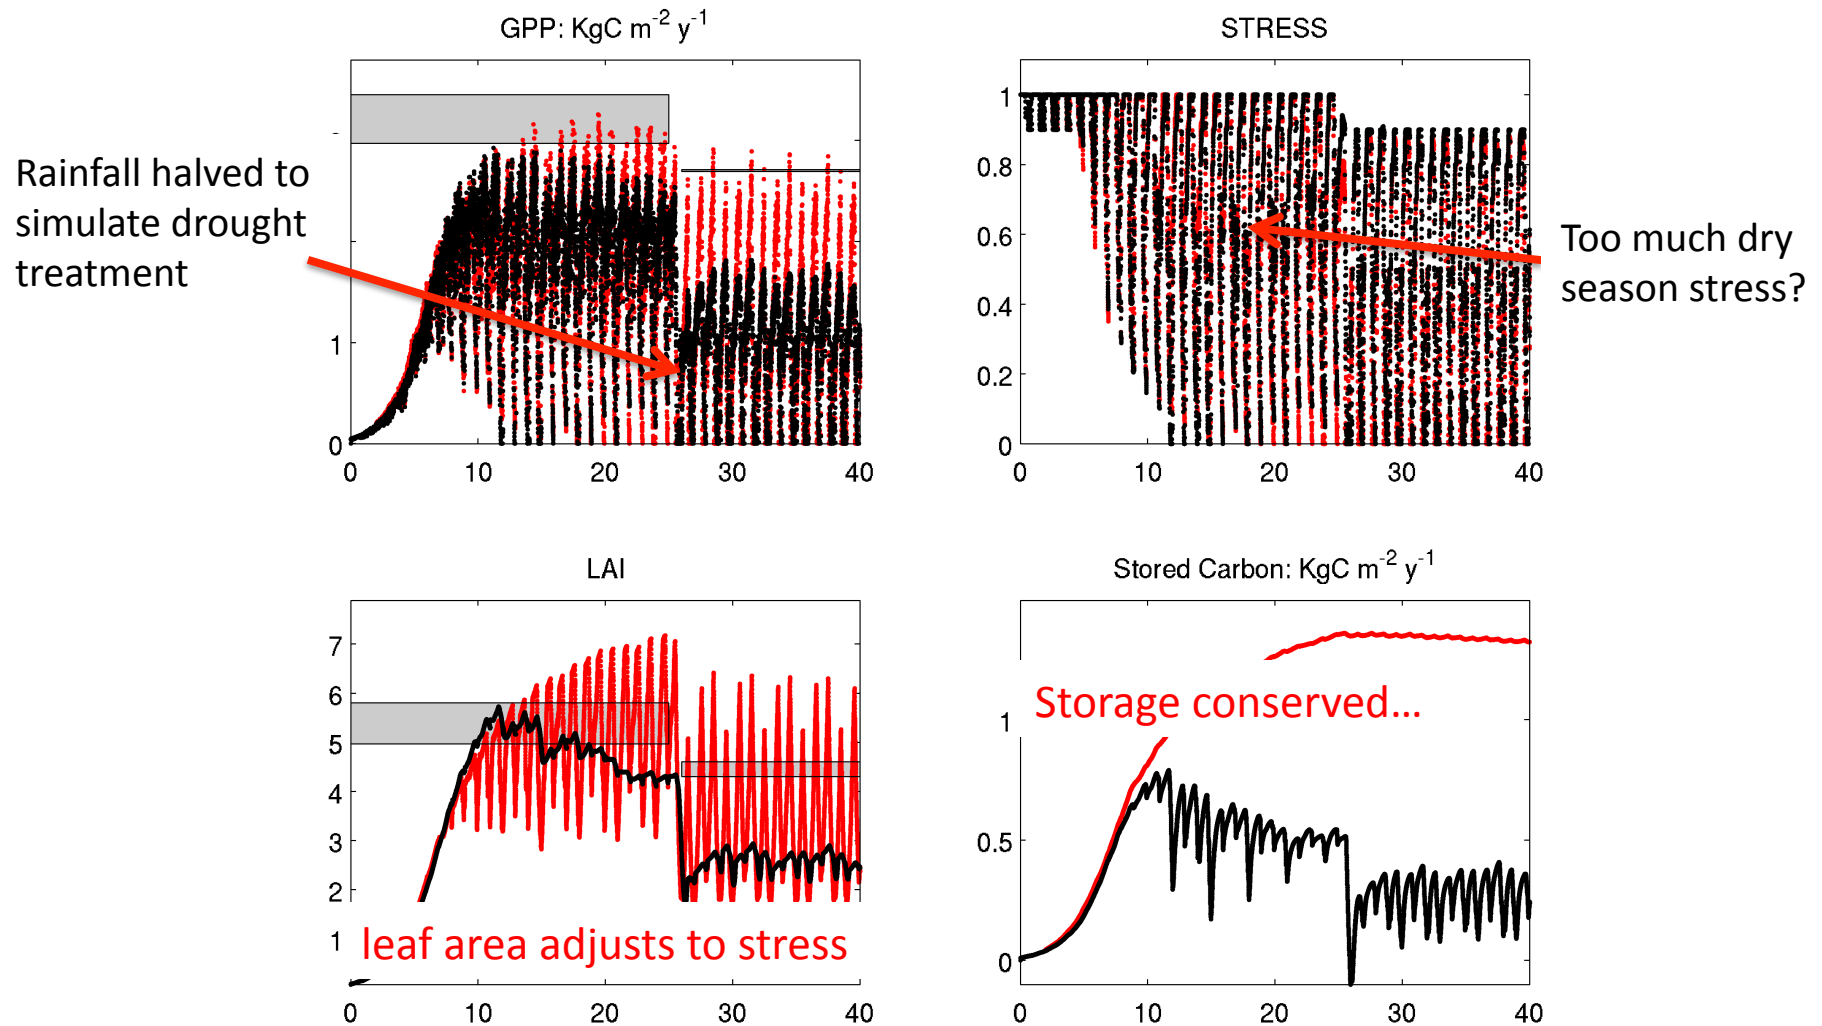 GPP: KgC m⁻² y⁻¹
1
0
0 10 20 30 40
Rainfall halved to
simulate drought
treatment
STRESS
1
0.8
0.6
0.4
0.2
0
0 10 20 30 40
Too much dry
season stress?
LAI
7
6
5
4
3
2
1
0 10 20 30 40
leaf area adjusts to stress
Stored Carbon: KgC m⁻² y⁻¹
1
0.5
0
0 10 20 30 40
Storage conserved...